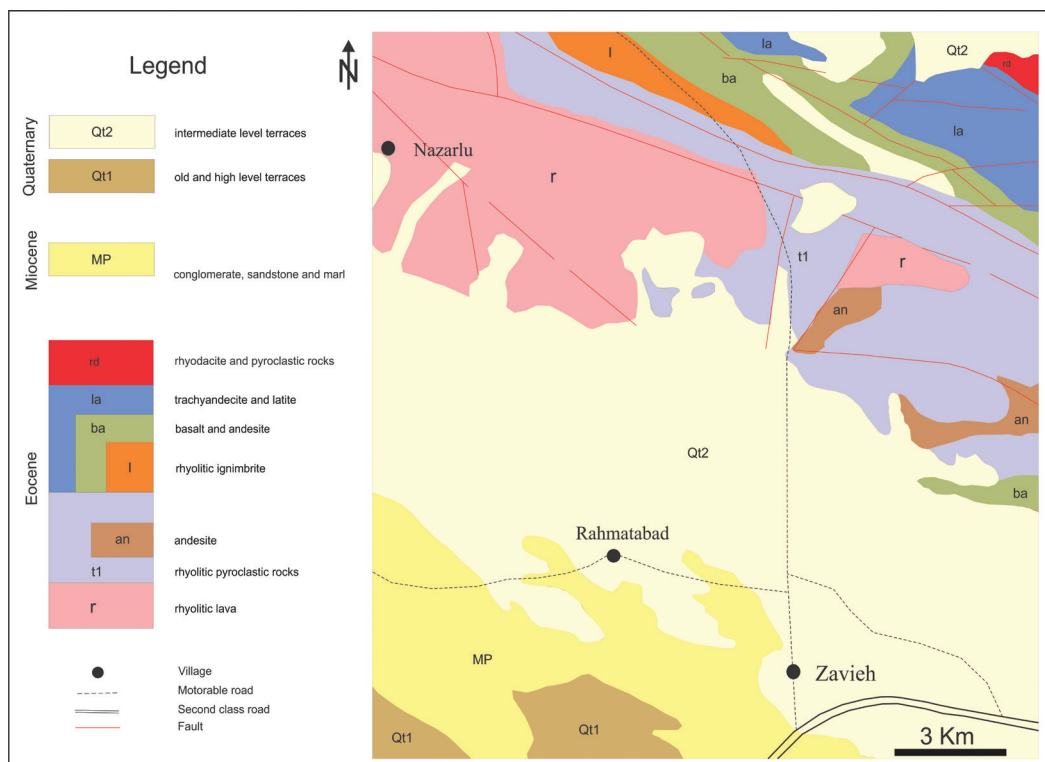 Legend
N
Quaternary
Qt2
intermediate level terraces
Qt1
old and high level terraces
Miocene
MP
conglomerate, sandstone and marl
Eocene
rd
rhyodacite and pyroclastic rocks
la
trachyandecite and latite
ba
basalt and andesite
I
rhyolitic ignimbrite
an
andesite
t1
rhyolitic pyroclastic rocks
r
rhyolitic lava
Village
Motorable road
Second class road
Fault
I
la
Qt2
rd
ba
la
Nazarlu
r
t1
r
an
an
Qt2
ba
Rahmatabad
MP
Zavieh
Qt1
Qt1
3 Km